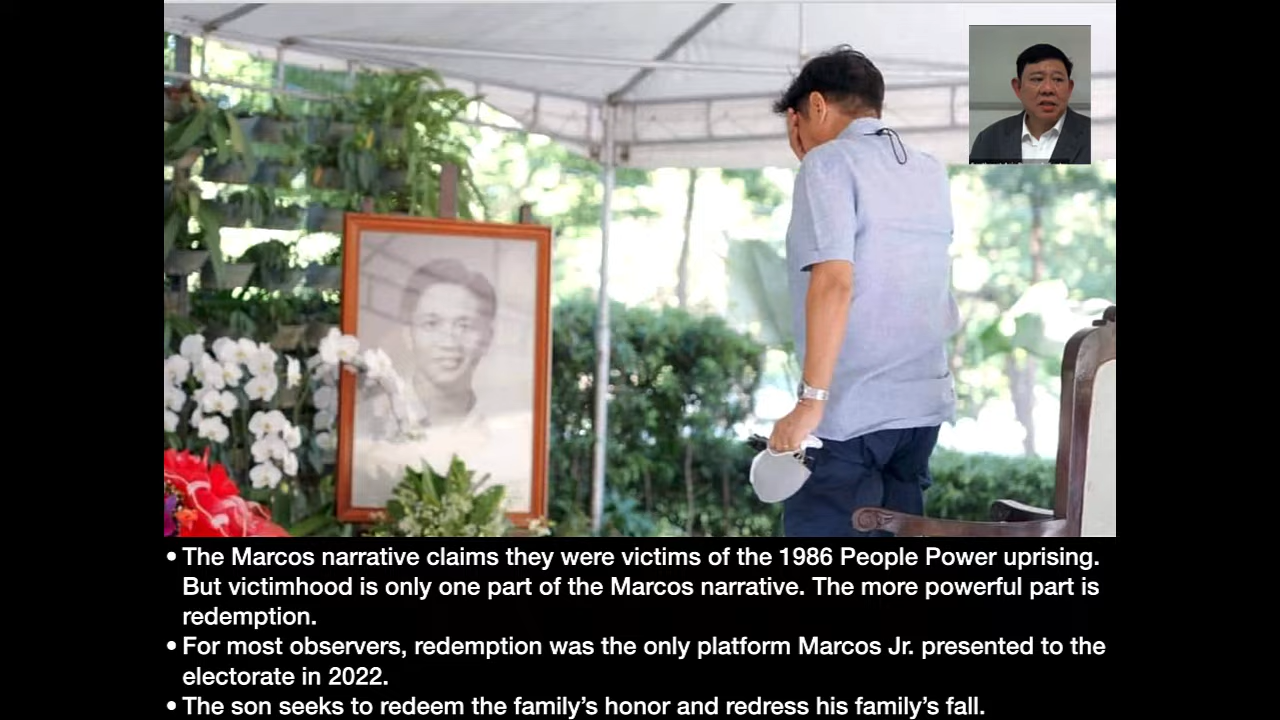 • The Marcos narrative claims they were victims of the 1986 People Power uprising.
But victimhood is only one part of the Marcos narrative. The more powerful part is
redemption.
• For most observers, redemption was the only platform Marcos Jr. presented to the
electorate in 2022.
• The son seeks to redeem the family’s honor and redress his family’s fall.